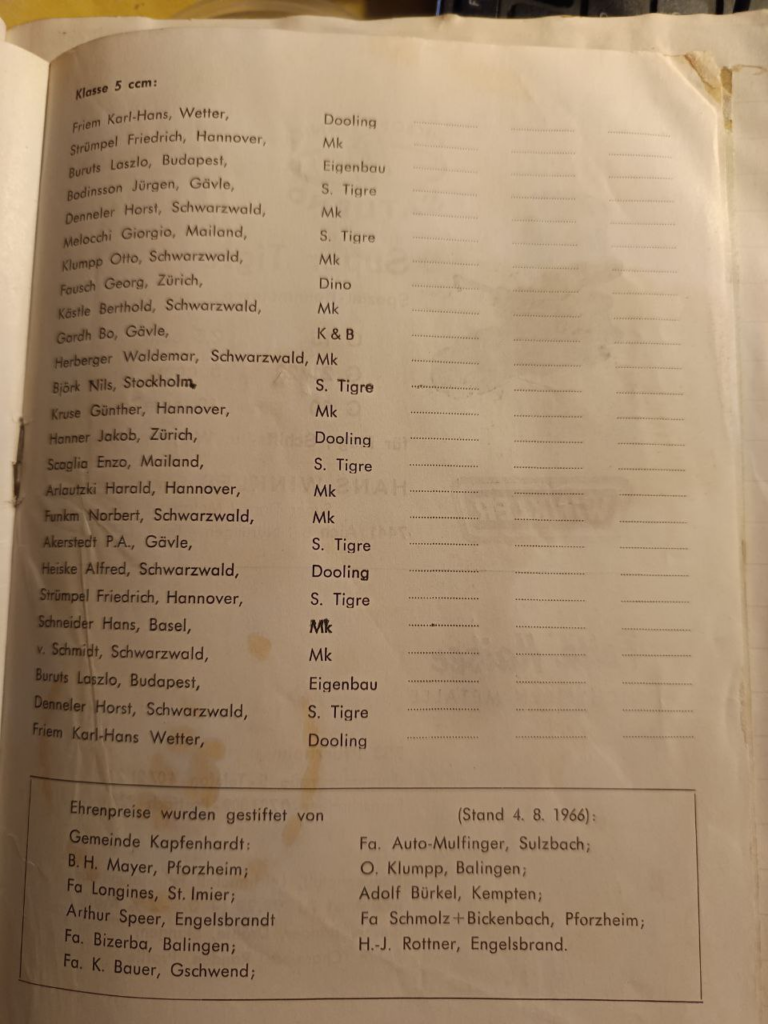 Klasse 5 ccm:
Friem Karl-Hans, Wetter, Dooling
Strümpel Friedrich, Hannover, Mk
Buruts Laszlo, Budapest, Eigenbau
Bodinsson Jürgen, Gävle, S. Tigre
Denneler Horst, Schwarzwald, Mk
Melocchi Giorgio, Mailand, S. Tigre
Klumpp Otto, Schwarzwald, Mk
Fausch Georg, Zürich, Dino
Kästle Berthold, Schwarzwald, Mk
Gardh Bo, Gävle, K & B
Herberger Waldemar, Schwarzwald, Mk
Björk Nils, Stockholm, S. Tigre
Kruse Günther, Hannover, Mk
Hanner Jakob, Zürich, Dooling
Scaglia Enzo, Mailand, S. Tigre
Arlautzki Harald, Hannover, Mk
Funkm Norbert, Schwarzwald, Mk
Akerstedt P.A., Gävle, S. Tigre
Heiske Alfred, Schwarzwald, Dooling
Strümpel Friedrich, Hannover, S. Tigre
Schneider Hans, Basel, Mk
v. Schmidt, Schwarzwald, Mk
Buruts Laszlo, Budapest, Eigenbau
Denneler Horst, Schwarzwald, S. Tigre
Friem Karl-Hans Wetter, Dooling
Ehrenpreise wurden gestiftet von (Stand 4. 8. 1966):
Gemeinde Kapfenhardt:
B. H. Mayer, Pforzheim;
Fa Longines, St. Imier;
Arthur Speer, Engelsbrandt
Fa. Bizerba, Balingen;
Fa. K. Bauer, Gschwend;
Fa. Auto-Mulfinger, Sulzbach;
O. Klumpp, Balingen;
Adolf Bürkel, Kempten;
Fa Schmolz+Bickenbach, Pforzheim;
H.-J. Rottner, Engelsbrand.